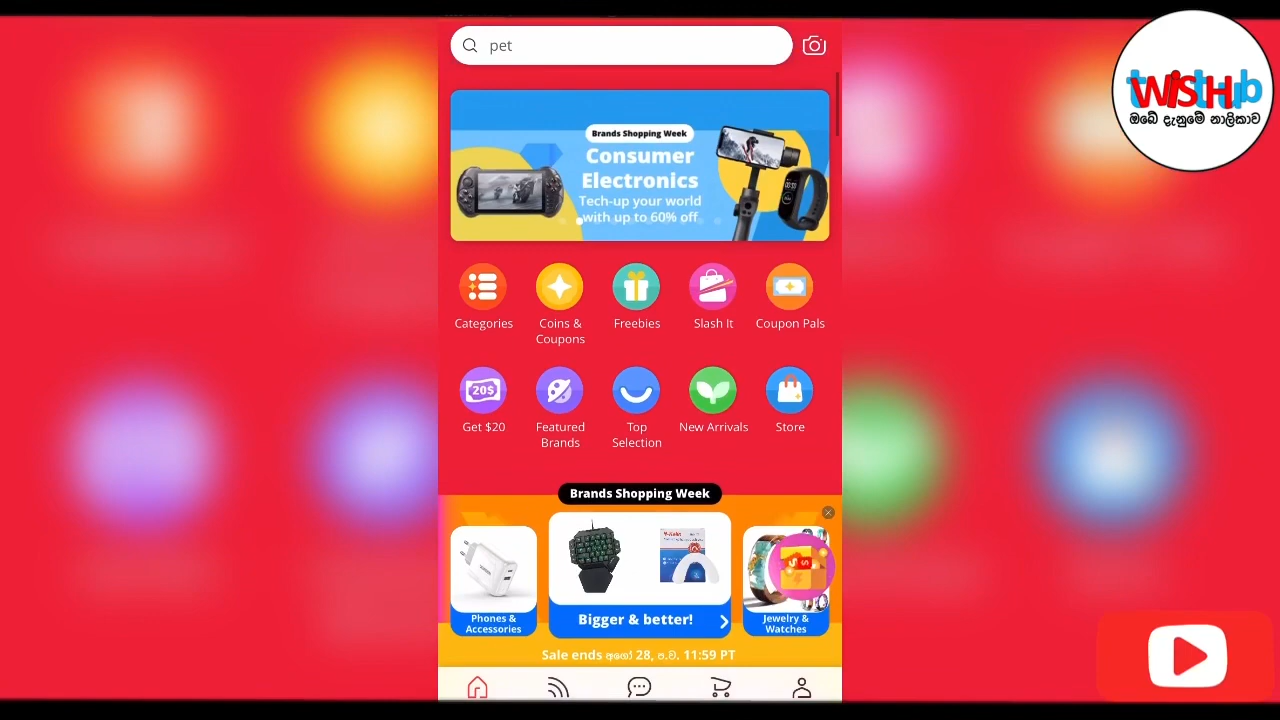 pet
WISTHub
ඔබේ දැනුමේ නාලිකාව
Brands Shopping Week
Consumer
Electronics
Tech-up your world
with up to 60% off
Categories
Coins &
Coupons
Freebies
Slash It
Coupon Pals
20$
Get $20
Featured
Brands
Top
Selection
New Arrivals
Store
Brands Shopping Week
Phones &
Accessories
Bigger & better!
Jewelry &
Watches
Sale ends අගෝ 28, ප.ව. 11:59 PT